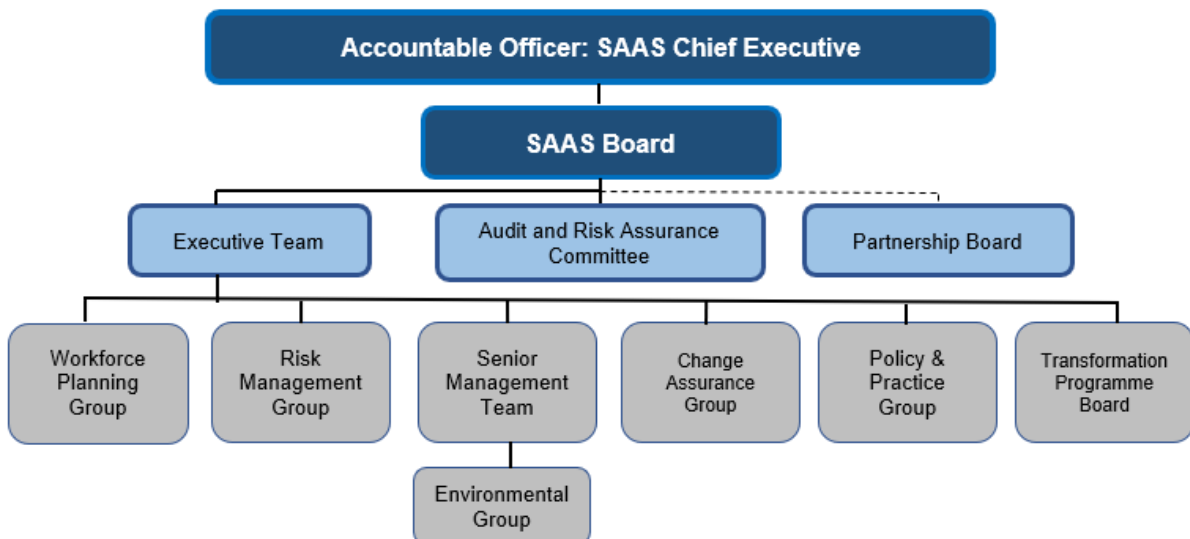 Accountable Officer: SAAS Chief Executive
SAAS Board
Executive Team
Audit and Risk Assurance
Committee
Partnership Board
Workforce
Planning
Group
Risk
Management
Group
Senior
Management
Team
Change
Assurance
Group
Policy &
Practice
Group
Transformation
Programme
Board
Environmental
Group